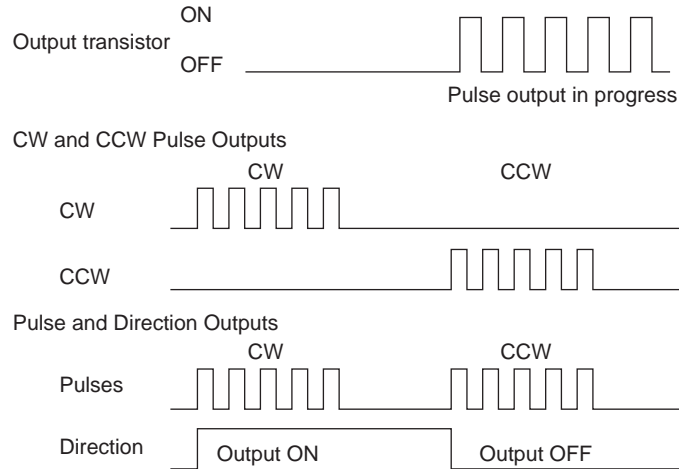 ON
Output transistor
OFF
Pulse output in progress
CW and CCW Pulse Outputs
CW CCW
CW
CCW
Pulse and Direction Outputs
CW CCW
Pulses
Direction Output ON Output OFF